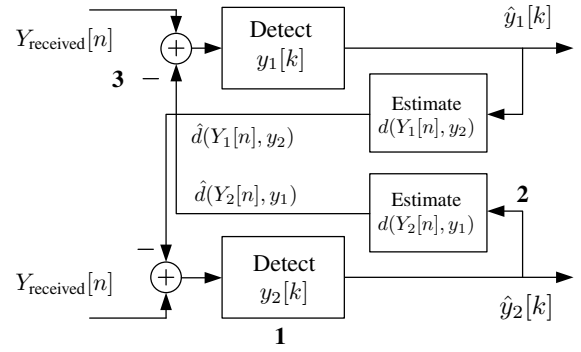 Y_received[n]
Detect
y_1[k]
ŷ_1[k]
+
3
−
Estimate
d(Y_1[n], y_2)
d̂(Y_1[n], y_2)
d̂(Y_2[n], y_1)
Estimate
d(Y_2[n], y_1)
2
−
Y_received[n]
+
Detect
y_2[k]
ŷ_2[k]
1